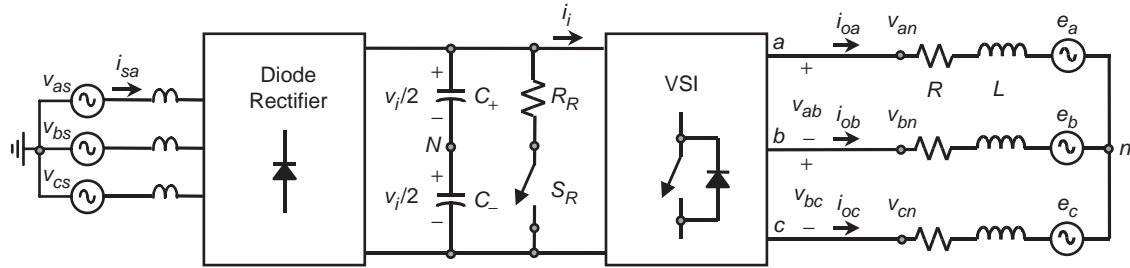 v_as
i_sa
v_bs
v_cs
Diode
Rectifier
+
v_i/2
−
C_+
N
+
v_i/2
−
C_−
R_R
S_R
i_i
VSI
a
+
v_ab
b
−
+
v_bc
c
−
i_oa
v_an
R
L
e_a
i_ob
v_bn
e_b
n
i_oc
v_cn
e_c